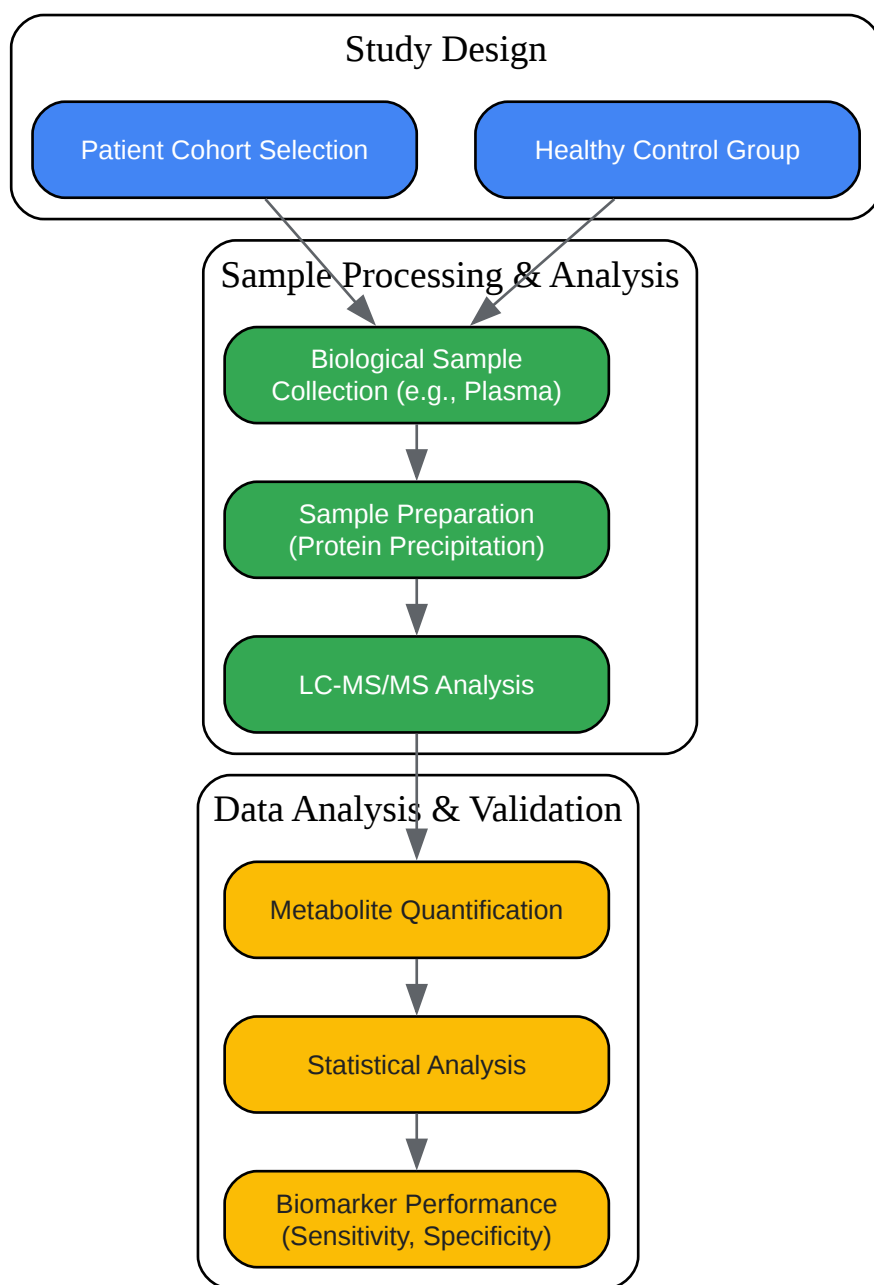 Study Design
Patient Cohort Selection
Healthy Control Group
Sample Processing & Analysis
Biological Sample
Collection (e.g., Plasma)
Sample Preparation
(Protein Precipitation)
LC-MS/MS Analysis
Data Analysis & Validation
Metabolite Quantification
Statistical Analysis
Biomarker Performance
(Sensitivity, Specificity)